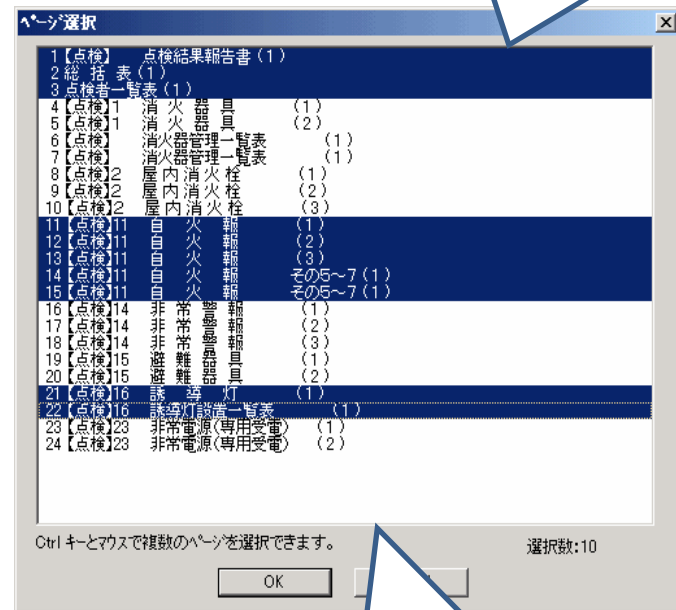 ページ選択
1【点検】 点検結果報告書(1)
2 総 括 表(1)
3 点検者一覧表(1)
4【点検】1 消 火 器 具 (1)
5【点検】1 消 火 器 具 (2)
6【点検】 消火器管理一覧表 (1)
7【点検】 消火器管理一覧表 (1)
8【点検】2 屋 内 消 火 栓 (1)
9【点検】2 屋 内 消 火 栓 (2)
10【点検】2 屋 内 消 火 栓 (3)
11【点検】11 自 火 報 (1)
12【点検】11 自 火 報 (2)
13【点検】11 自 火 報 (3)
14【点検】11 自 火 報 その5~7(1)
15【点検】11 自 火 報 その5~7(1)
16【点検】14 非 常 警 報 (1)
17【点検】14 非 常 警 報 (2)
18【点検】14 非 常 警 報 (3)
19【点検】15 避 難 器 具 (1)
20【点検】15 避 難 器 具 (2)
21【点検】16 誘 導 灯 (1)
22【点検】16 誘導灯設置一覧表 (1)
23【点検】23 非常電源(専用受電) (1)
24【点検】23 非常電源(専用受電) (2)
Ctrl キーとマウスで複数のページを選択できます。 選択数:10
OK